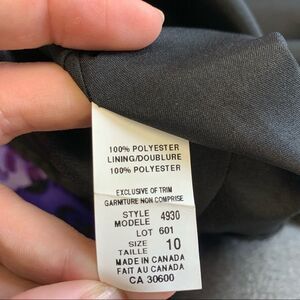 100% POLYESTER
LINING/DOUBLURE
100% POLYESTER
EXCLUSIVE OF TRIM
GARNITURE NON COMPRISE
STYLE
MODELE 4930
LOT 601
SIZE
TAILLE 10
MADE IN CANADA
FAIT AU CANADA
CA 30600